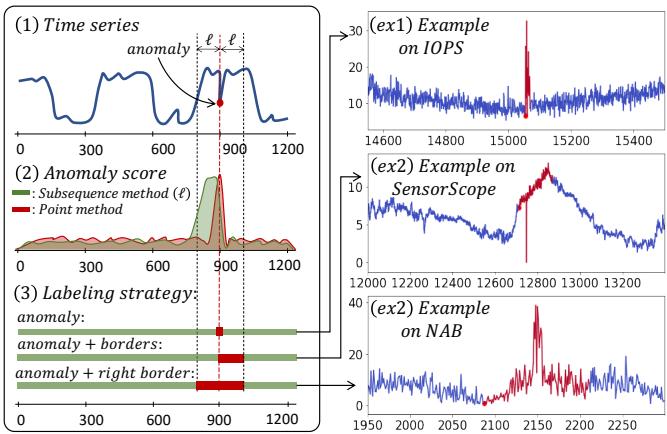 (1) Time series
ℓ ℓ
anomaly
0 300 600 900 1200
(2) Anomaly score
: Subsequence method (ℓ)
: Point method
0 300 600 900 1200
(3) Labeling strategy:
anomaly:
anomaly + borders:
anomaly + right border:
0 300 600 900 1200
(ex1) Example
on IOPS
30
20
10
14600 14800 15000 15200 15400
(ex2) Example on
SensorScope
10
5
0
12000 12200 12400 12600 12800 13000 13200
(ex2) Example
on NAB
40
20
0
1950 2000 2050 2100 2150 2200 2250